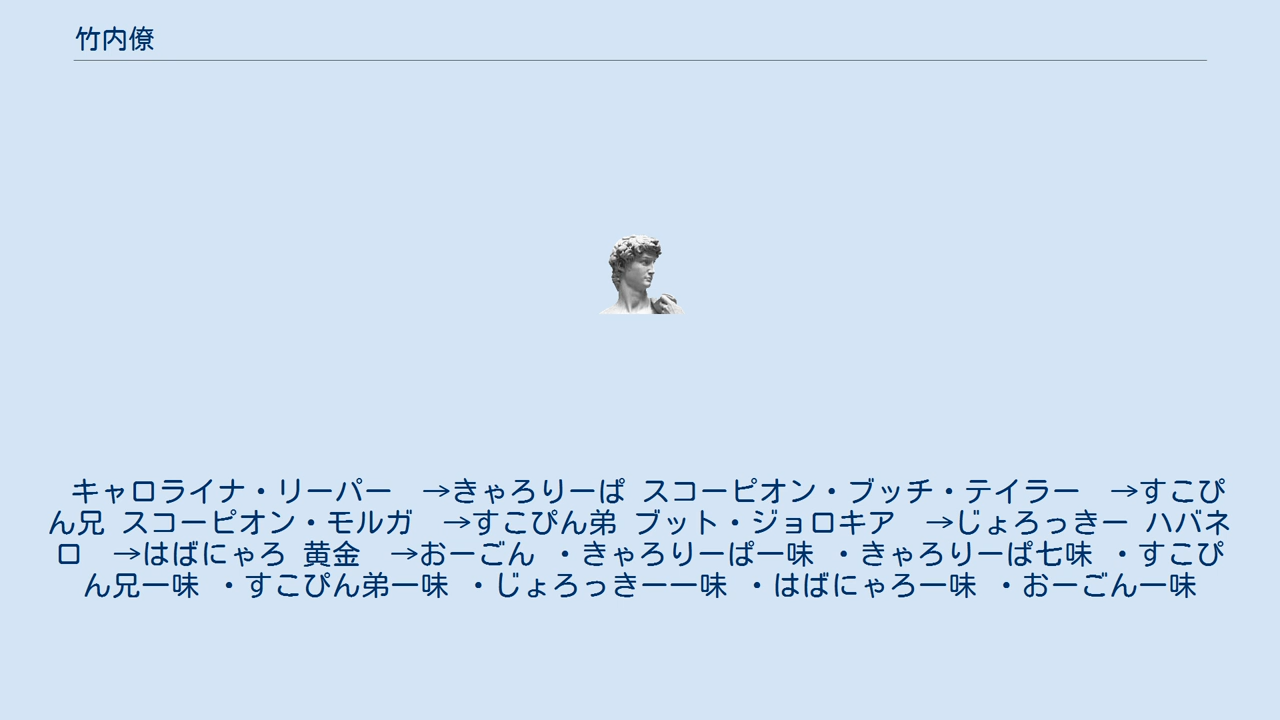 竹内僚
キャロライナ・リーパー　→きゃろりーぱ スコーピオン・ブッチ・テイラー　→すこぴ
ん兄 スコーピオン・モルガ　→すこぴん弟 ブット・ジョロキア　→じょろっきー ハバネ
ロ　→はばにゃろ 黄金　→おーごん ・きゃろりーぱ一味 ・きゃろりーぱ七味 ・すこぴ
ん兄一味 ・すこぴん弟一味 ・じょろっきー一味 ・はばにゃろ一味 ・おーごん一味